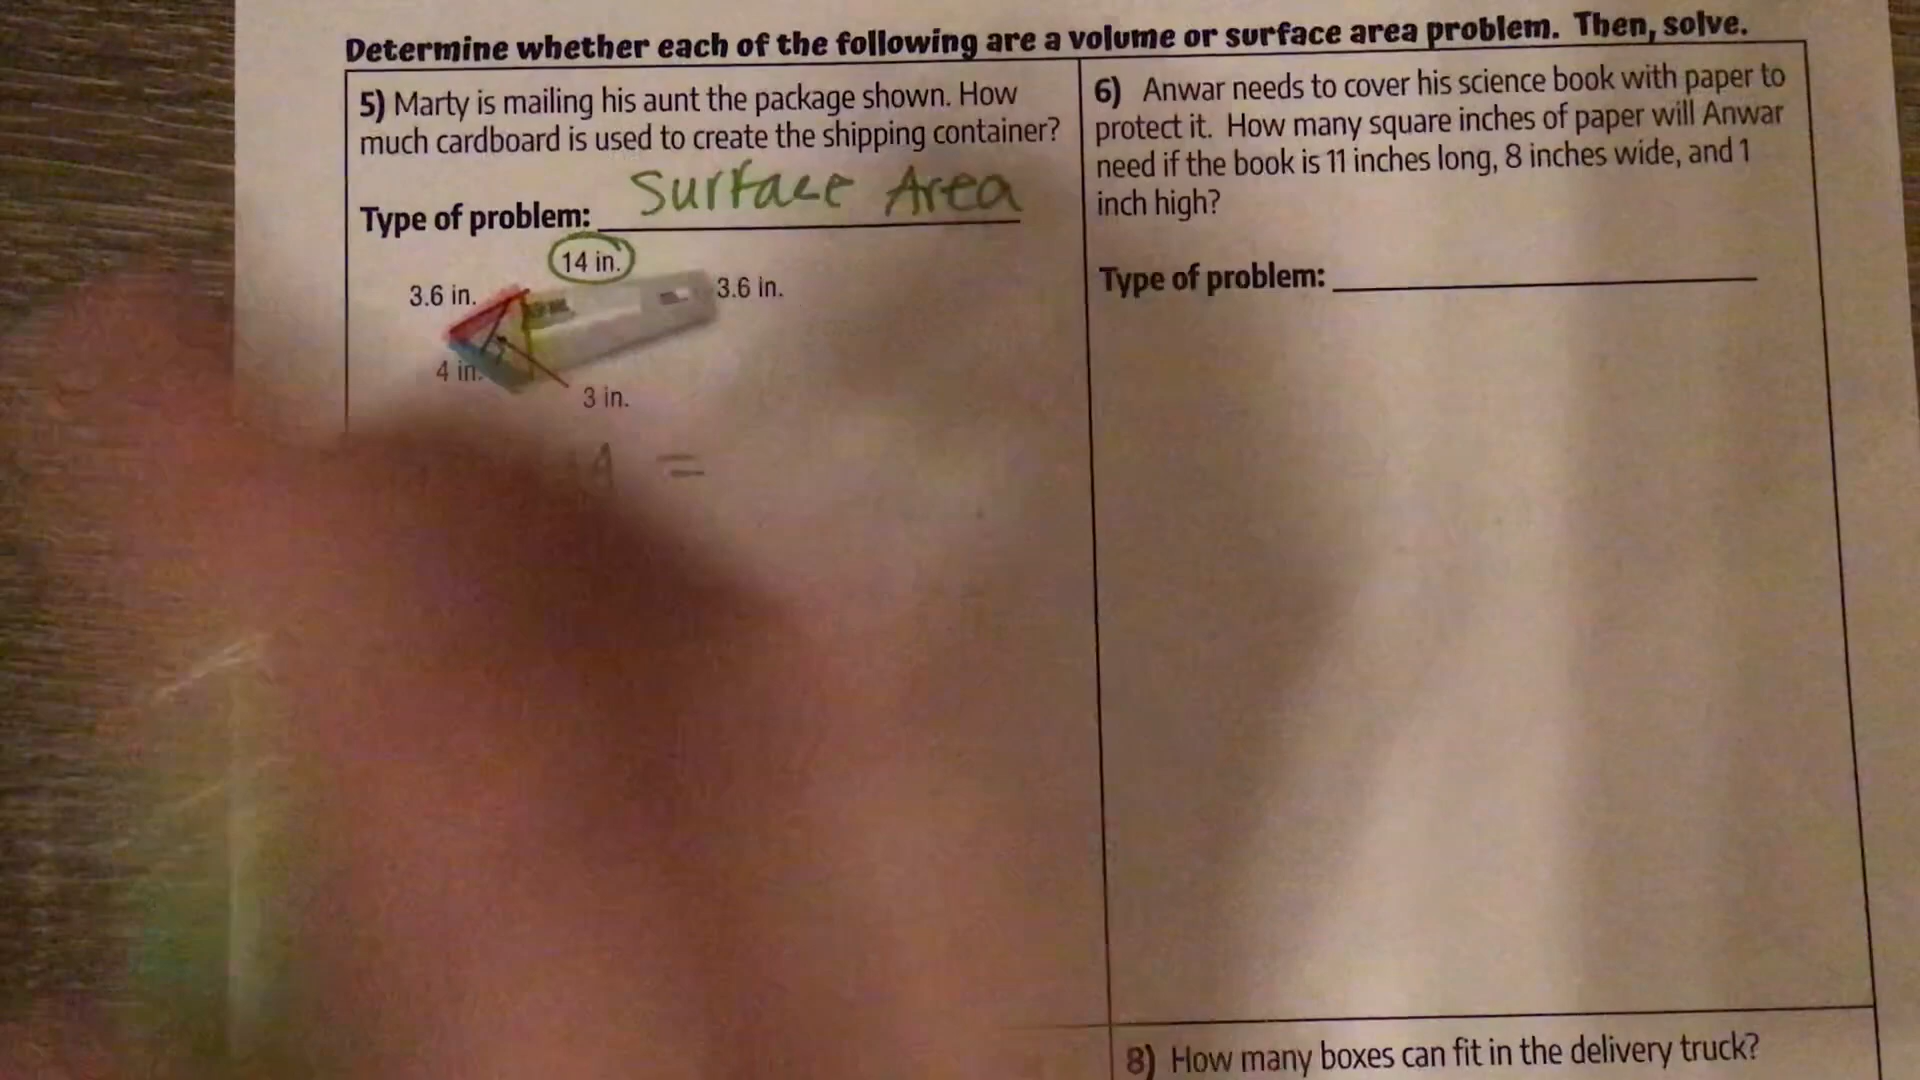 Determine whether each of the following are a volume or surface area problem. Then, solve.
5) Marty is mailing his aunt the package shown. How
much cardboard is used to create the shipping container?
Type of problem: Surface Area
14 in.
3.6 in.
3.6 in.
4 in.
3 in.
A =
6) Anwar needs to cover his science book with paper to
protect it. How many square inches of paper will Anwar
need if the book is 11 inches long, 8 inches wide, and 1
inch high?
Type of problem:
8) How many boxes can fit in the delivery truck?